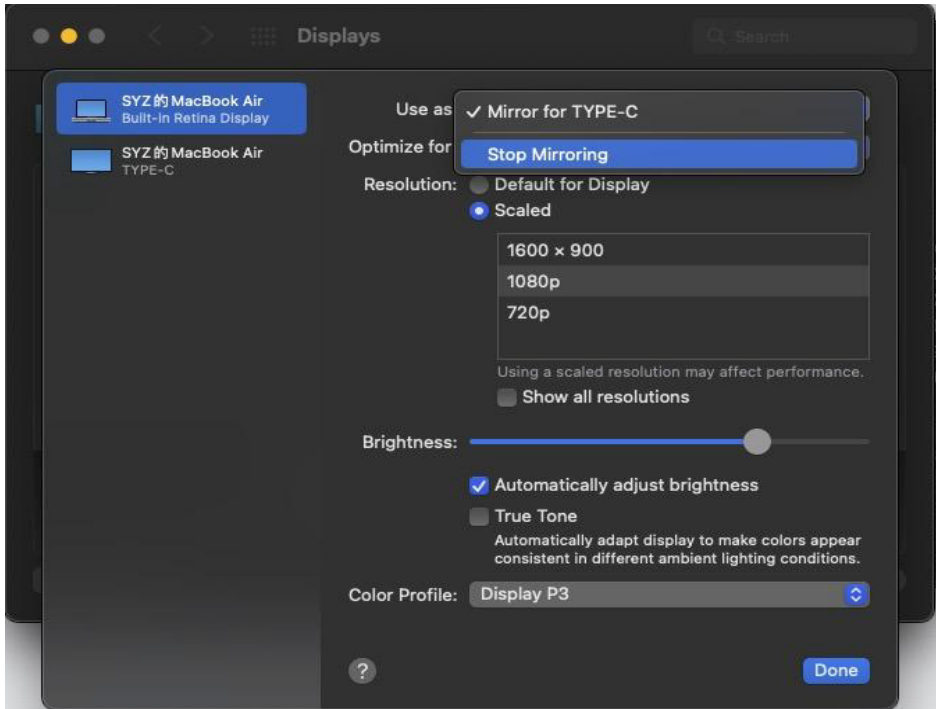 Displays
Search
SYZ的MacBook Air
Built-in Retina Display
SYZ的MacBook Air
TYPE-C
Use as
✓ Mirror for TYPE-C
Stop Mirroring
Optimize for
Resolution:
Default for Display
Scaled
1600 × 900
1080p
720p
Using a scaled resolution may affect performance.
Show all resolutions
Brightness:
Automatically adjust brightness
True Tone
Automatically adapt display to make colors appear
consistent in different ambient lighting conditions.
Color Profile: Display P3
?
Done